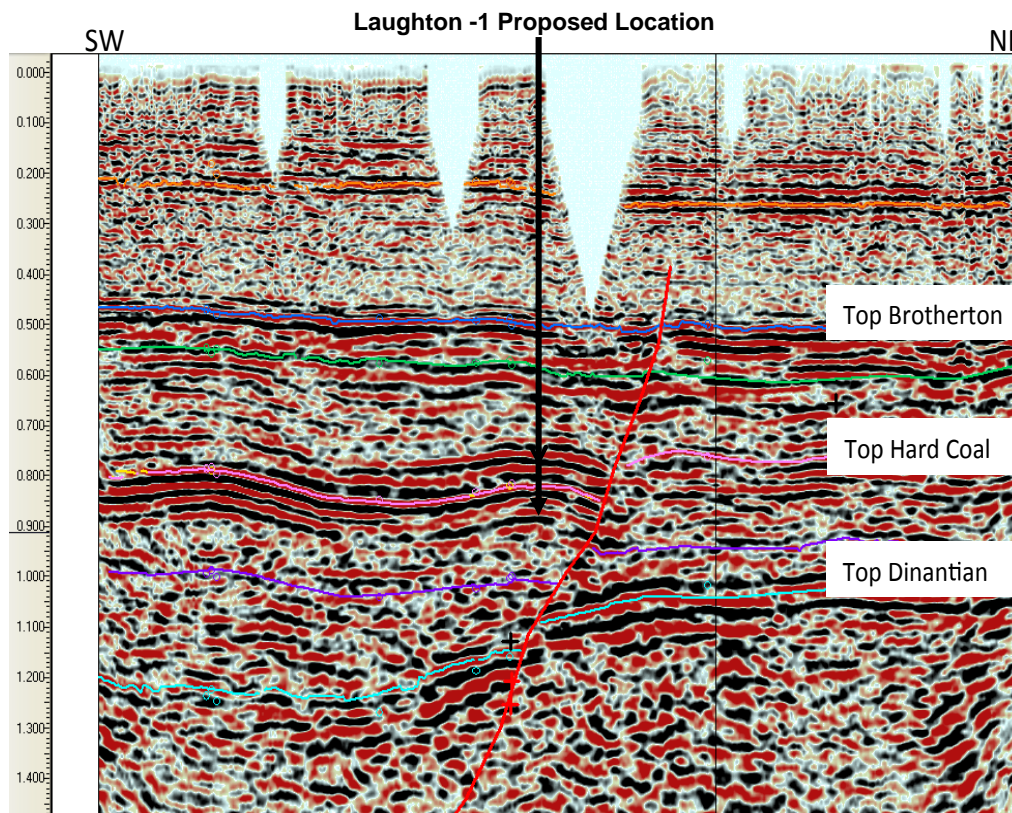 Laughton -1 Proposed Location
SW
NI
0.000
0.100
0.200
0.300
0.400
0.500
0.600
0.700
0.800
0.900
1.000
1.100
1.200
1.300
1.400
Top Brotherton
Top Hard Coal
Top Dinantian